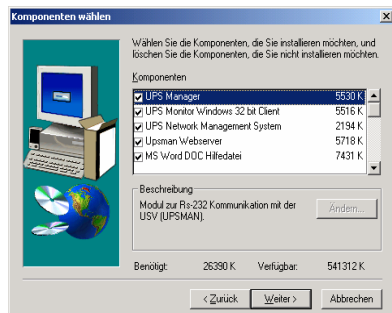 Komponenten wählen
Wählen Sie die Komponenten, die Sie installieren möchten, und
löschen Sie die Komponenten, die Sie nicht installieren möchten.
Komponenten
UPS Manager 5530 K
UPS Monitor Windows 32 bit Client 5516 K
UPS Network Management System 2194 K
Upsman Webserver 5718 K
MS Word DOC Hilfedatei 7431 K
Beschreibung
Modul zur Rs-232 Kommunikation mit der
USV (UPSMAN).
Ändern...
Benötigt: 26390 K Verfügbar: 541312 K
< Zurück Weiter > Abbrechen